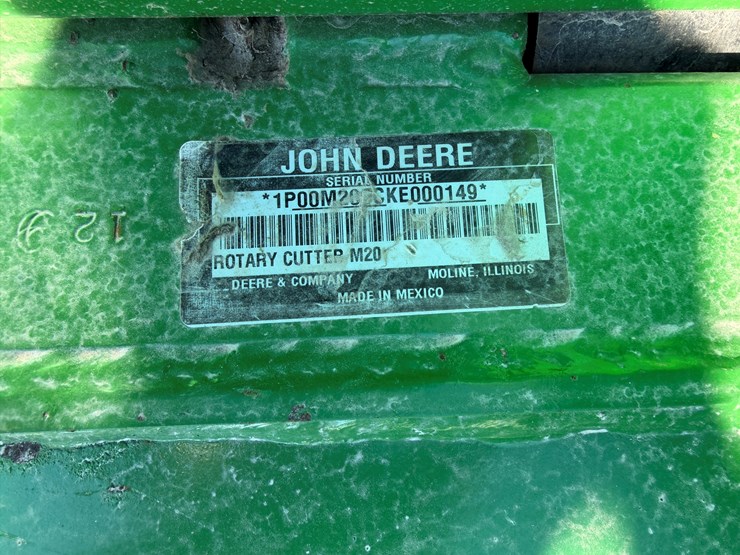 JOHN DEERE
SERIAL NUMBER
ROTARY CUTTER M20
DEERE & COMPANY MOLINE, ILLINOIS
MADE IN MEXICO